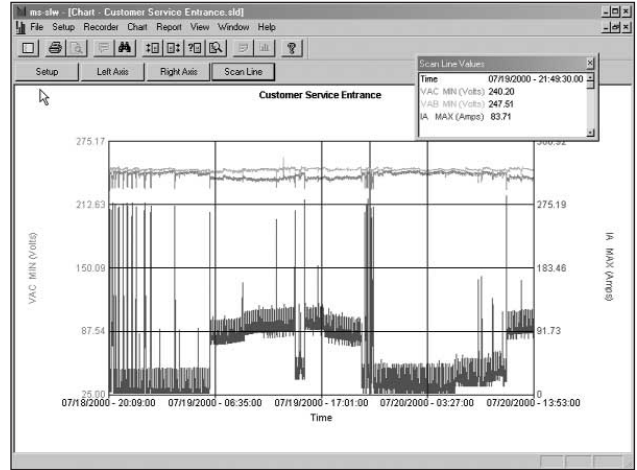 ms-slw - [Chart - Customer Service Entrance.sld]
File Setup Recorder Chart Report View Window Help
Setup Left Axis Right Axis Scan Line
Scan Line Values
Time 07/19/2000 - 21:49:30.00
VAC MIN (Volts) 240.20
VAB MIN (Volts) 247.51
IA MAX (Amps) 83.71
Customer Service Entrance
275.17
212.63 275.19
150.09 183.46
87.54 91.73
25.00 0
VAC MIN (Volts)
IA MAX (Amps)
07/18/2000 - 20:09:00 07/19/2000 - 06:35:00 07/19/2000 - 17:01:00 07/20/2000 - 03:27:00 07/20/2000 - 13:53:00
Time